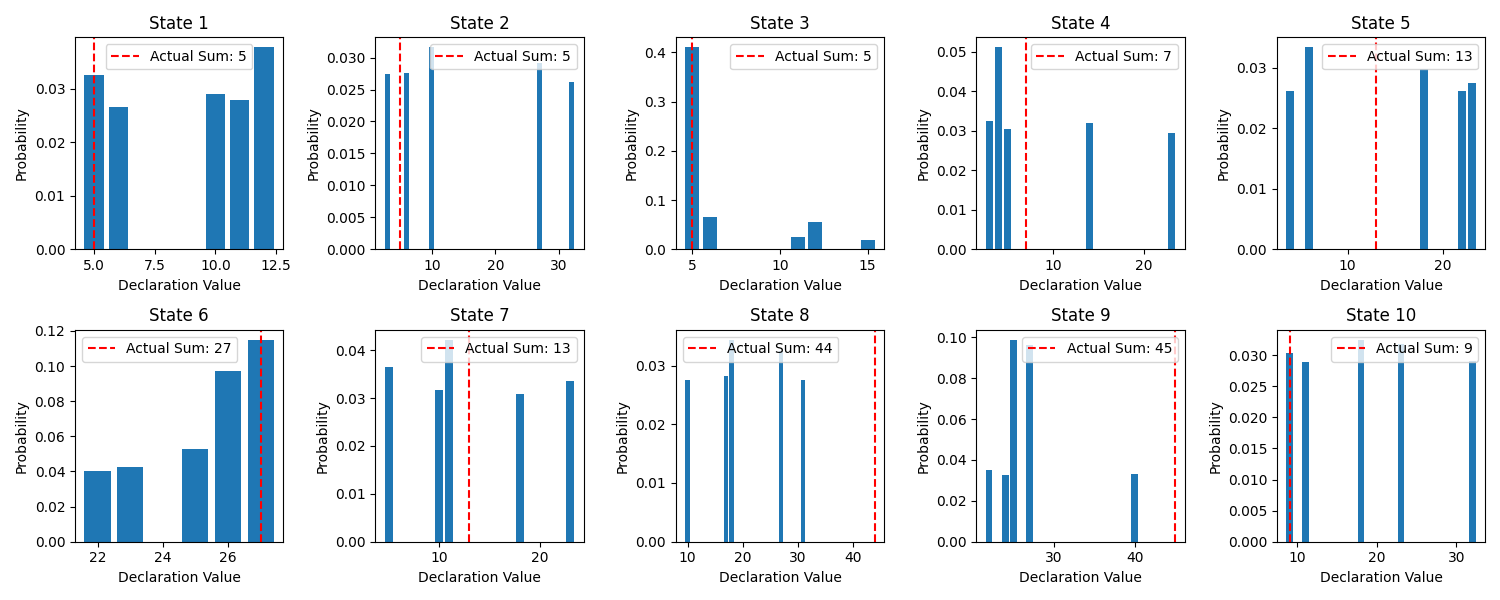 State 1
Actual Sum: 5
Probability
0.03
0.02
0.01
0.00
5.0 7.5 10.0 12.5
Declaration Value
State 2
Actual Sum: 5
Probability
0.030
0.025
0.020
0.015
0.010
0.005
0.000
10 20 30
Declaration Value
State 3
Actual Sum: 5
Probability
0.4
0.3
0.2
0.1
0.0
5 10 15
Declaration Value
State 4
Actual Sum: 7
Probability
0.05
0.04
0.03
0.02
0.01
0.00
10 20
Declaration Value
State 5
Actual Sum: 13
Probability
0.03
0.02
0.01
0.00
10 20
Declaration Value
State 6
Actual Sum: 27
Probability
0.12
0.10
0.08
0.06
0.04
0.02
0.00
22 24 26
Declaration Value
State 7
Actual Sum: 13
Probability
0.04
0.03
0.02
0.01
0.00
10 20
Declaration Value
State 8
Actual Sum: 44
Probability
0.03
0.02
0.01
0.00
10 20 30 40
Declaration Value
State 9
Actual Sum: 45
Probability
0.10
0.08
0.06
0.04
0.02
0.00
30 40
Declaration Value
State 10
Actual Sum: 9
Probability
0.030
0.025
0.020
0.015
0.010
0.005
0.000
10 20 30
Declaration Value